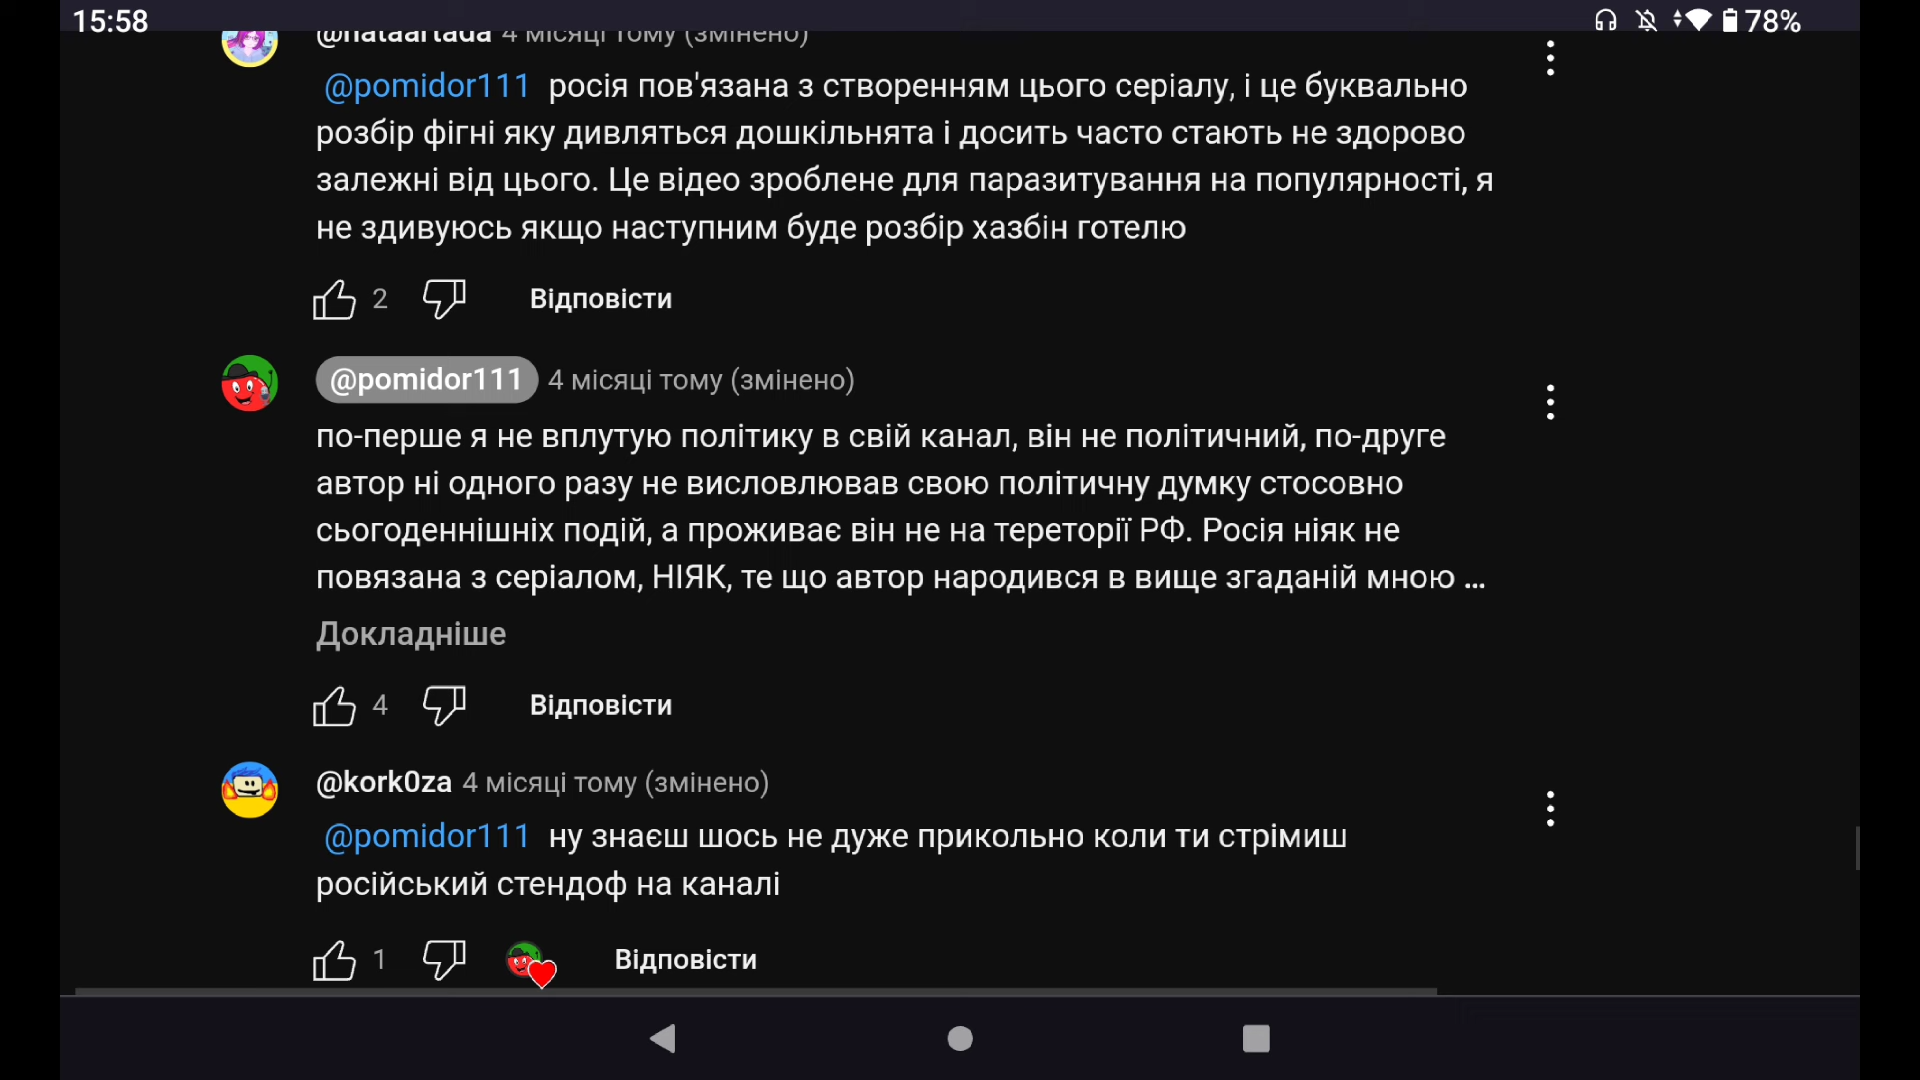 15:58
78%
@nataartada 4 місяці тому (змінено)
@pomidor111 росія пов'язана з створенням цього серіалу, і це буквально
розбір фігні яку дивляться дошкільнята і досить часто стають не здорово
залежні від цього. Це відео зроблене для паразитування на популярності, я
не здивуюсь якщо наступним буде розбір хазбін готелю
2
Відповісти
@pomidor111 4 місяці тому (змінено)
по-перше я не вплутую політику в свій канал, він не політичний, по-друге
автор ні одного разу не висловлював свою політичну думку стосовно
сьогоденнішніх подій, а проживає він не на тереторії РФ. Росія ніяк не
повязана з серіалом, НІЯК, те що автор народився в вище згаданій мною ...
Докладніше
4
Відповісти
@kork0za 4 місяці тому (змінено)
@pomidor111 ну знаєш шось не дуже прикольно коли ти стрімиш
російський стендоф на каналі
1
Відповісти